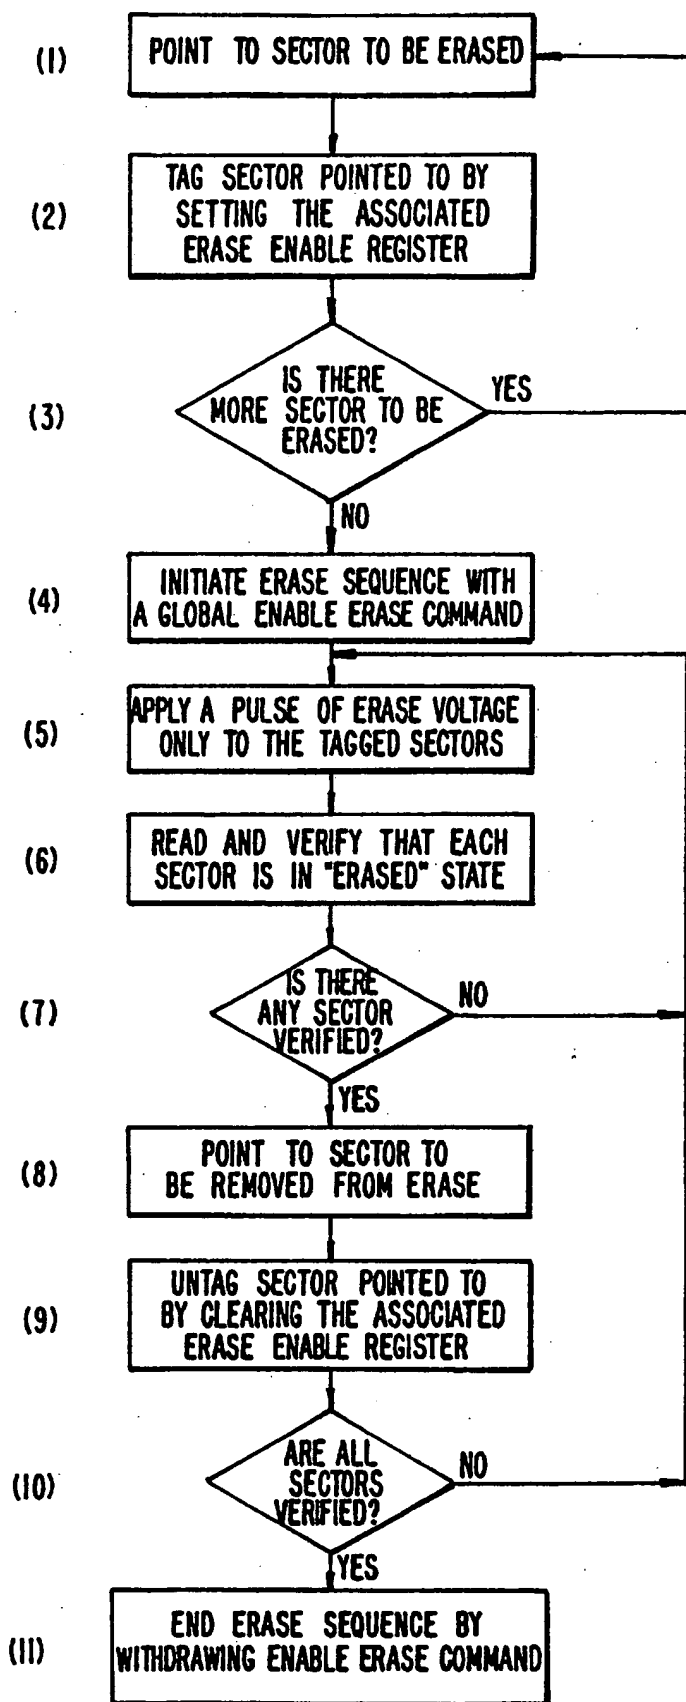 (1)
POINT TO SECTOR TO BE ERASED
(2)
TAG SECTOR POINTED TO BY
SETTING THE ASSOCIATED
ERASE ENABLE REGISTER
(3)
IS THERE
MORE SECTOR TO BE
ERASED?
YES
NO
(4)
INITIATE ERASE SEQUENCE WITH
A GLOBAL ENABLE ERASE COMMAND
(5)
APPLY A PULSE OF ERASE VOLTAGE
ONLY TO THE TAGGED SECTORS
(6)
READ AND VERIFY THAT EACH
SECTOR IS IN "ERASED" STATE
(7)
IS THERE
ANY SECTOR
VERIFIED?
NO
YES
(8)
POINT TO SECTOR TO
BE REMOVED FROM ERASE
(9)
UNTAG SECTOR POINTED TO
BY CLEARING THE ASSOCIATED
ERASE ENABLE REGISTER
(10)
ARE ALL
SECTORS
VERIFIED?
NO
YES
(11)
END ERASE SEQUENCE BY
WITHDRAWING ENABLE ERASE COMMAND